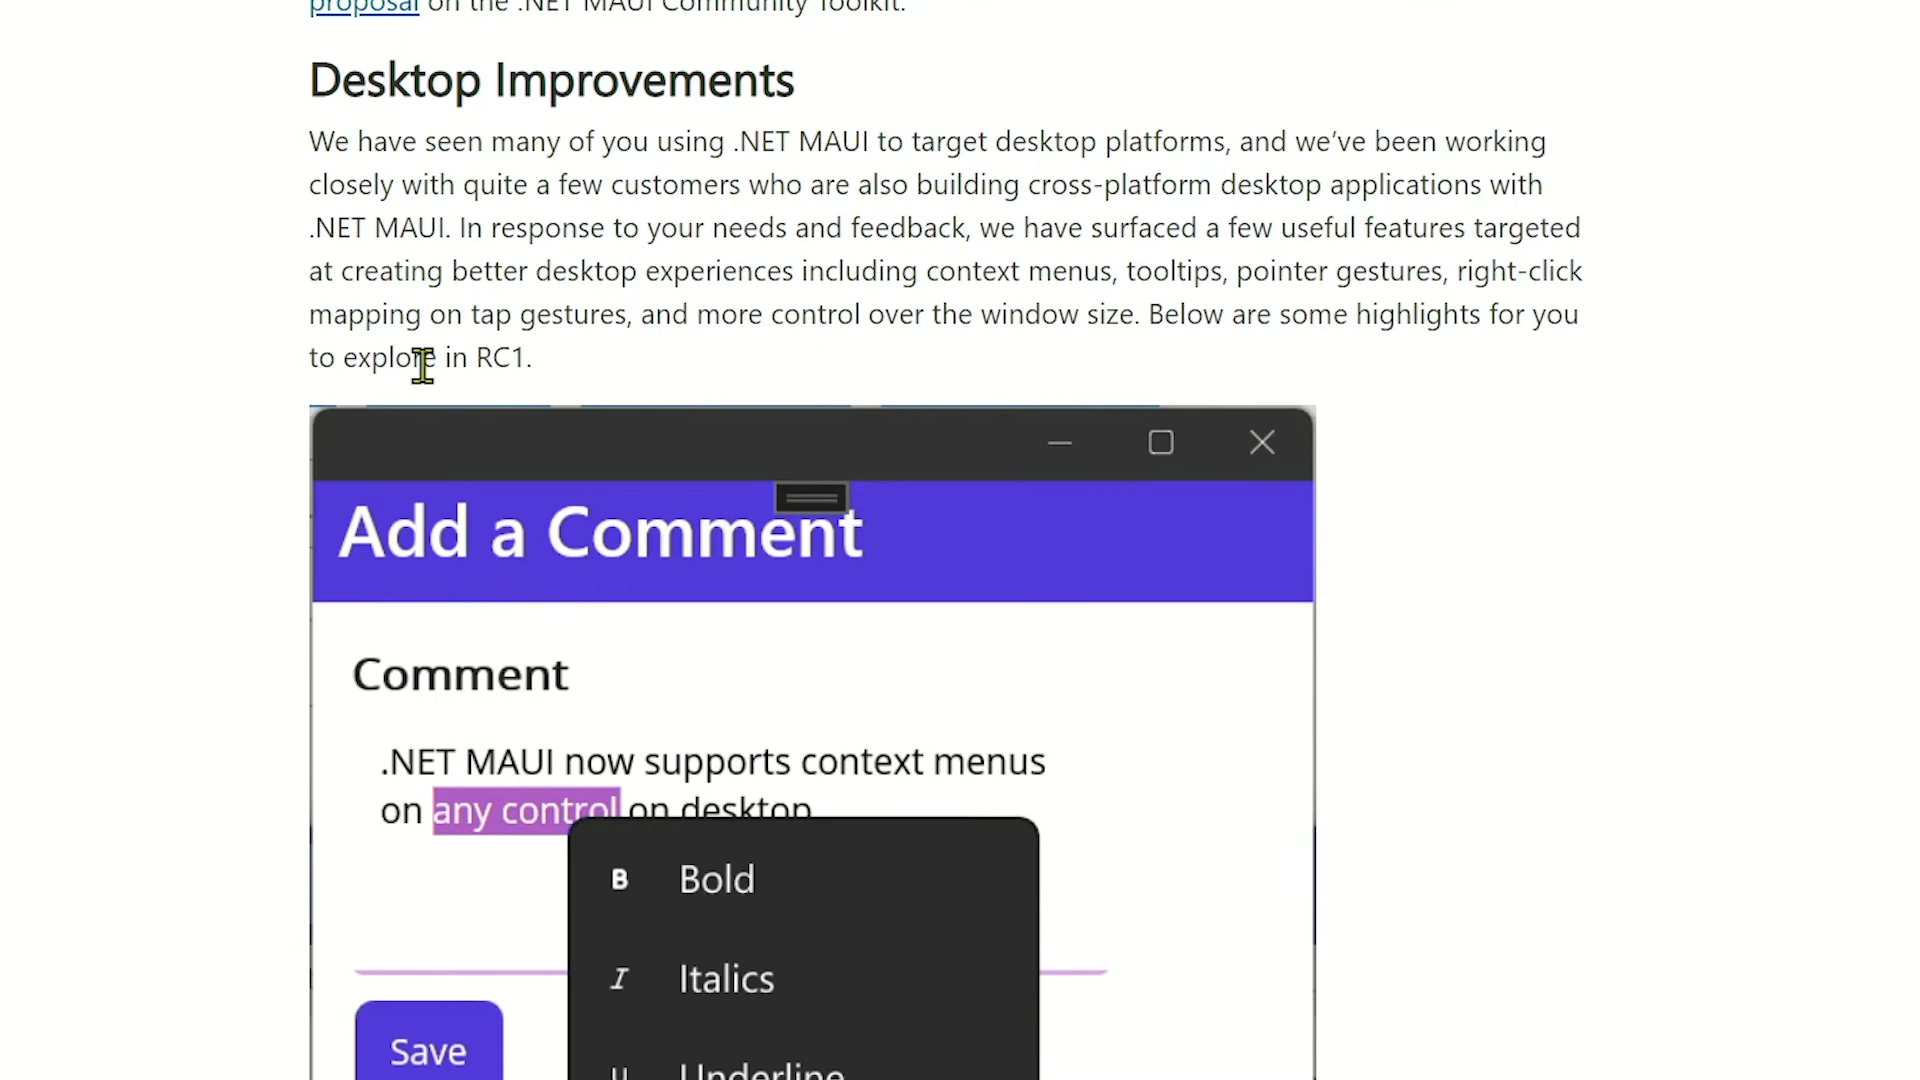 proposal on the .NET MAUI Community Toolkit.
Desktop Improvements
We have seen many of you using .NET MAUI to target desktop platforms, and we’ve been working
closely with quite a few customers who are also building cross-platform desktop applications with
.NET MAUI. In response to your needs and feedback, we have surfaced a few useful features targeted
at creating better desktop experiences including context menus, tooltips, pointer gestures, right-click
mapping on tap gestures, and more control over the window size. Below are some highlights for you
to explore in RC1.
Add a Comment
Comment
.NET MAUI now supports context menus
on any control on desktop
B Bold
I Italics
U Underline
Save